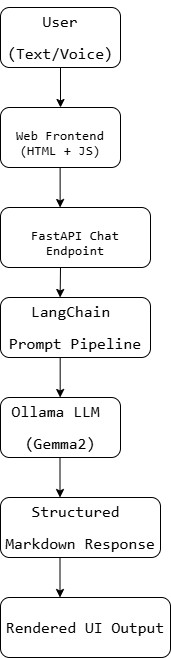 User
(Text/Voice)
Web Frontend
(HTML + JS)
FastAPI Chat
Endpoint
LangChain
Prompt Pipeline
Ollama LLM
(Gemma2)
Structured
Markdown Response
Rendered UI Output